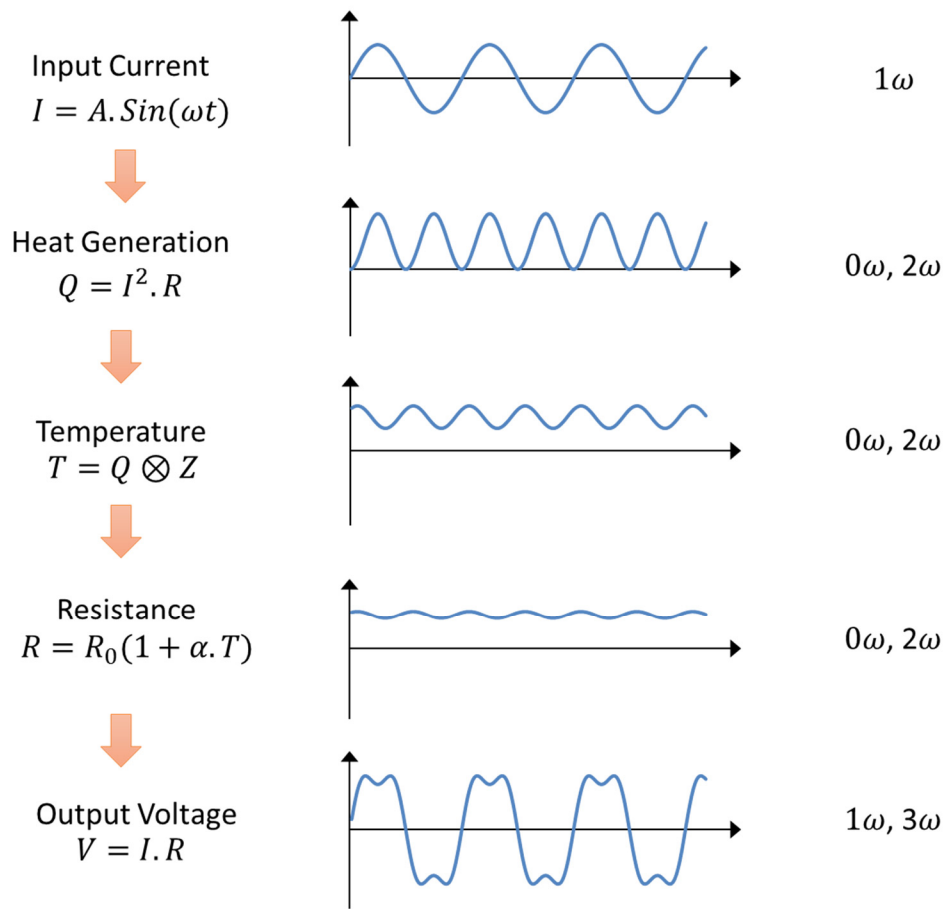 Input Current
I = A.Sin(ωt)
1ω
Heat Generation
Q = I².R
0ω, 2ω
Temperature
T = Q ⊗ Z
0ω, 2ω
Resistance
R = R₀(1 + α.T)
0ω, 2ω
Output Voltage
V = I.R
1ω, 3ω